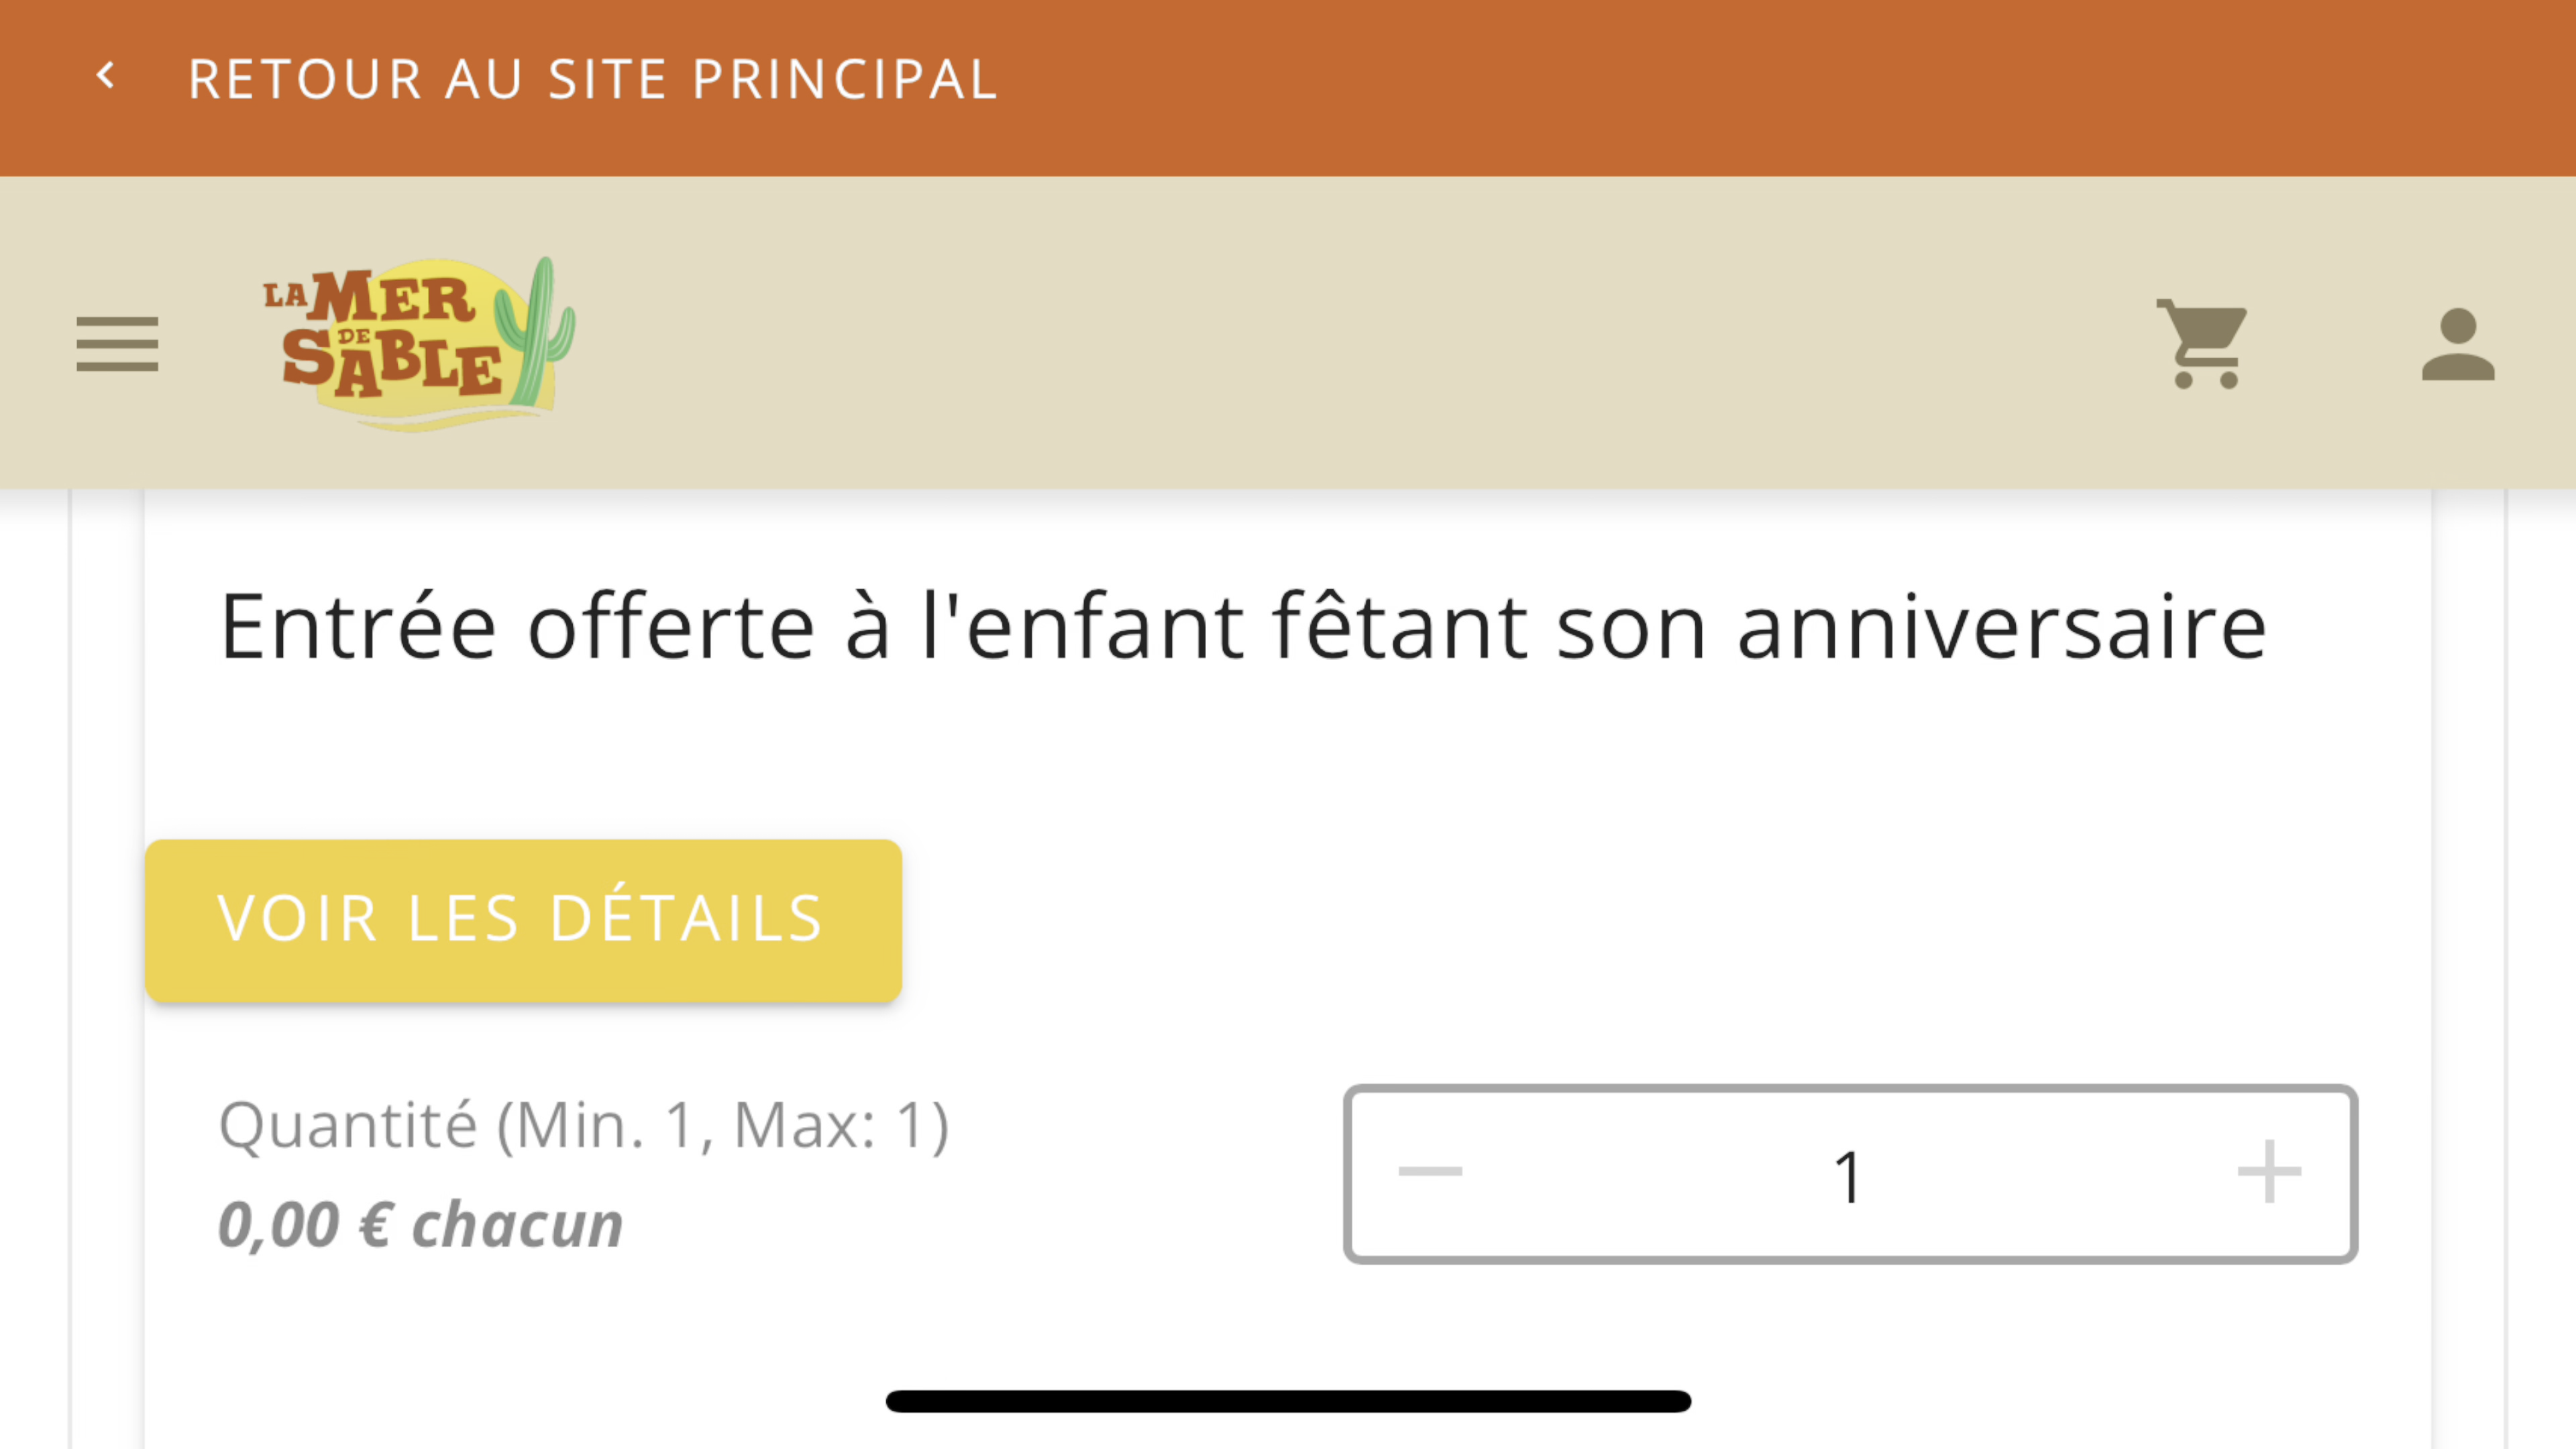 RETOUR AU SITE PRINCIPAL
LA MER
DE
SABLE
Entrée offerte à l'enfant fêtant son anniversaire
VOIR LES DÉTAILS
Quantité (Min. 1, Max: 1)
0,00 € chacun
1